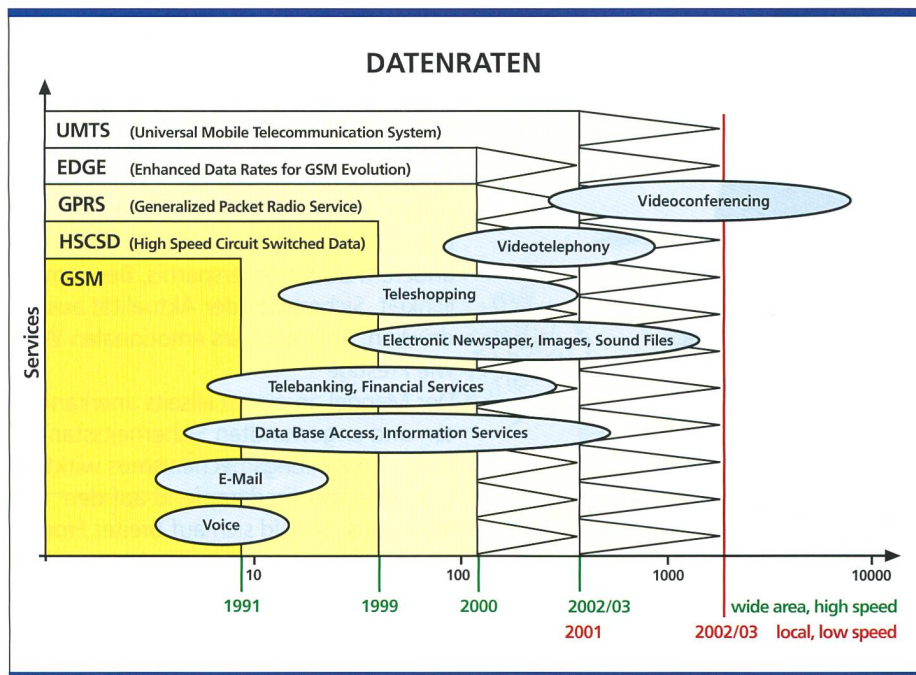 DATENRATEN
UMTS (Universal Mobile Telecommunication System)
EDGE (Enhanced Data Rates for GSM Evolution)
GPRS (Generalized Packet Radio Service)
Videoconferencing
HSCSD (High Speed Circuit Switched Data)
Videotelephony
GSM
Teleshopping
Electronic Newspaper, Images, Sound Files
Services
Telebanking, Financial Services
Data Base Access, Information Services
E-Mail
Voice
10 100 1000 10000
1991 1999 2000 2002/03 wide area, high speed
2001 2002/03 local, low speed